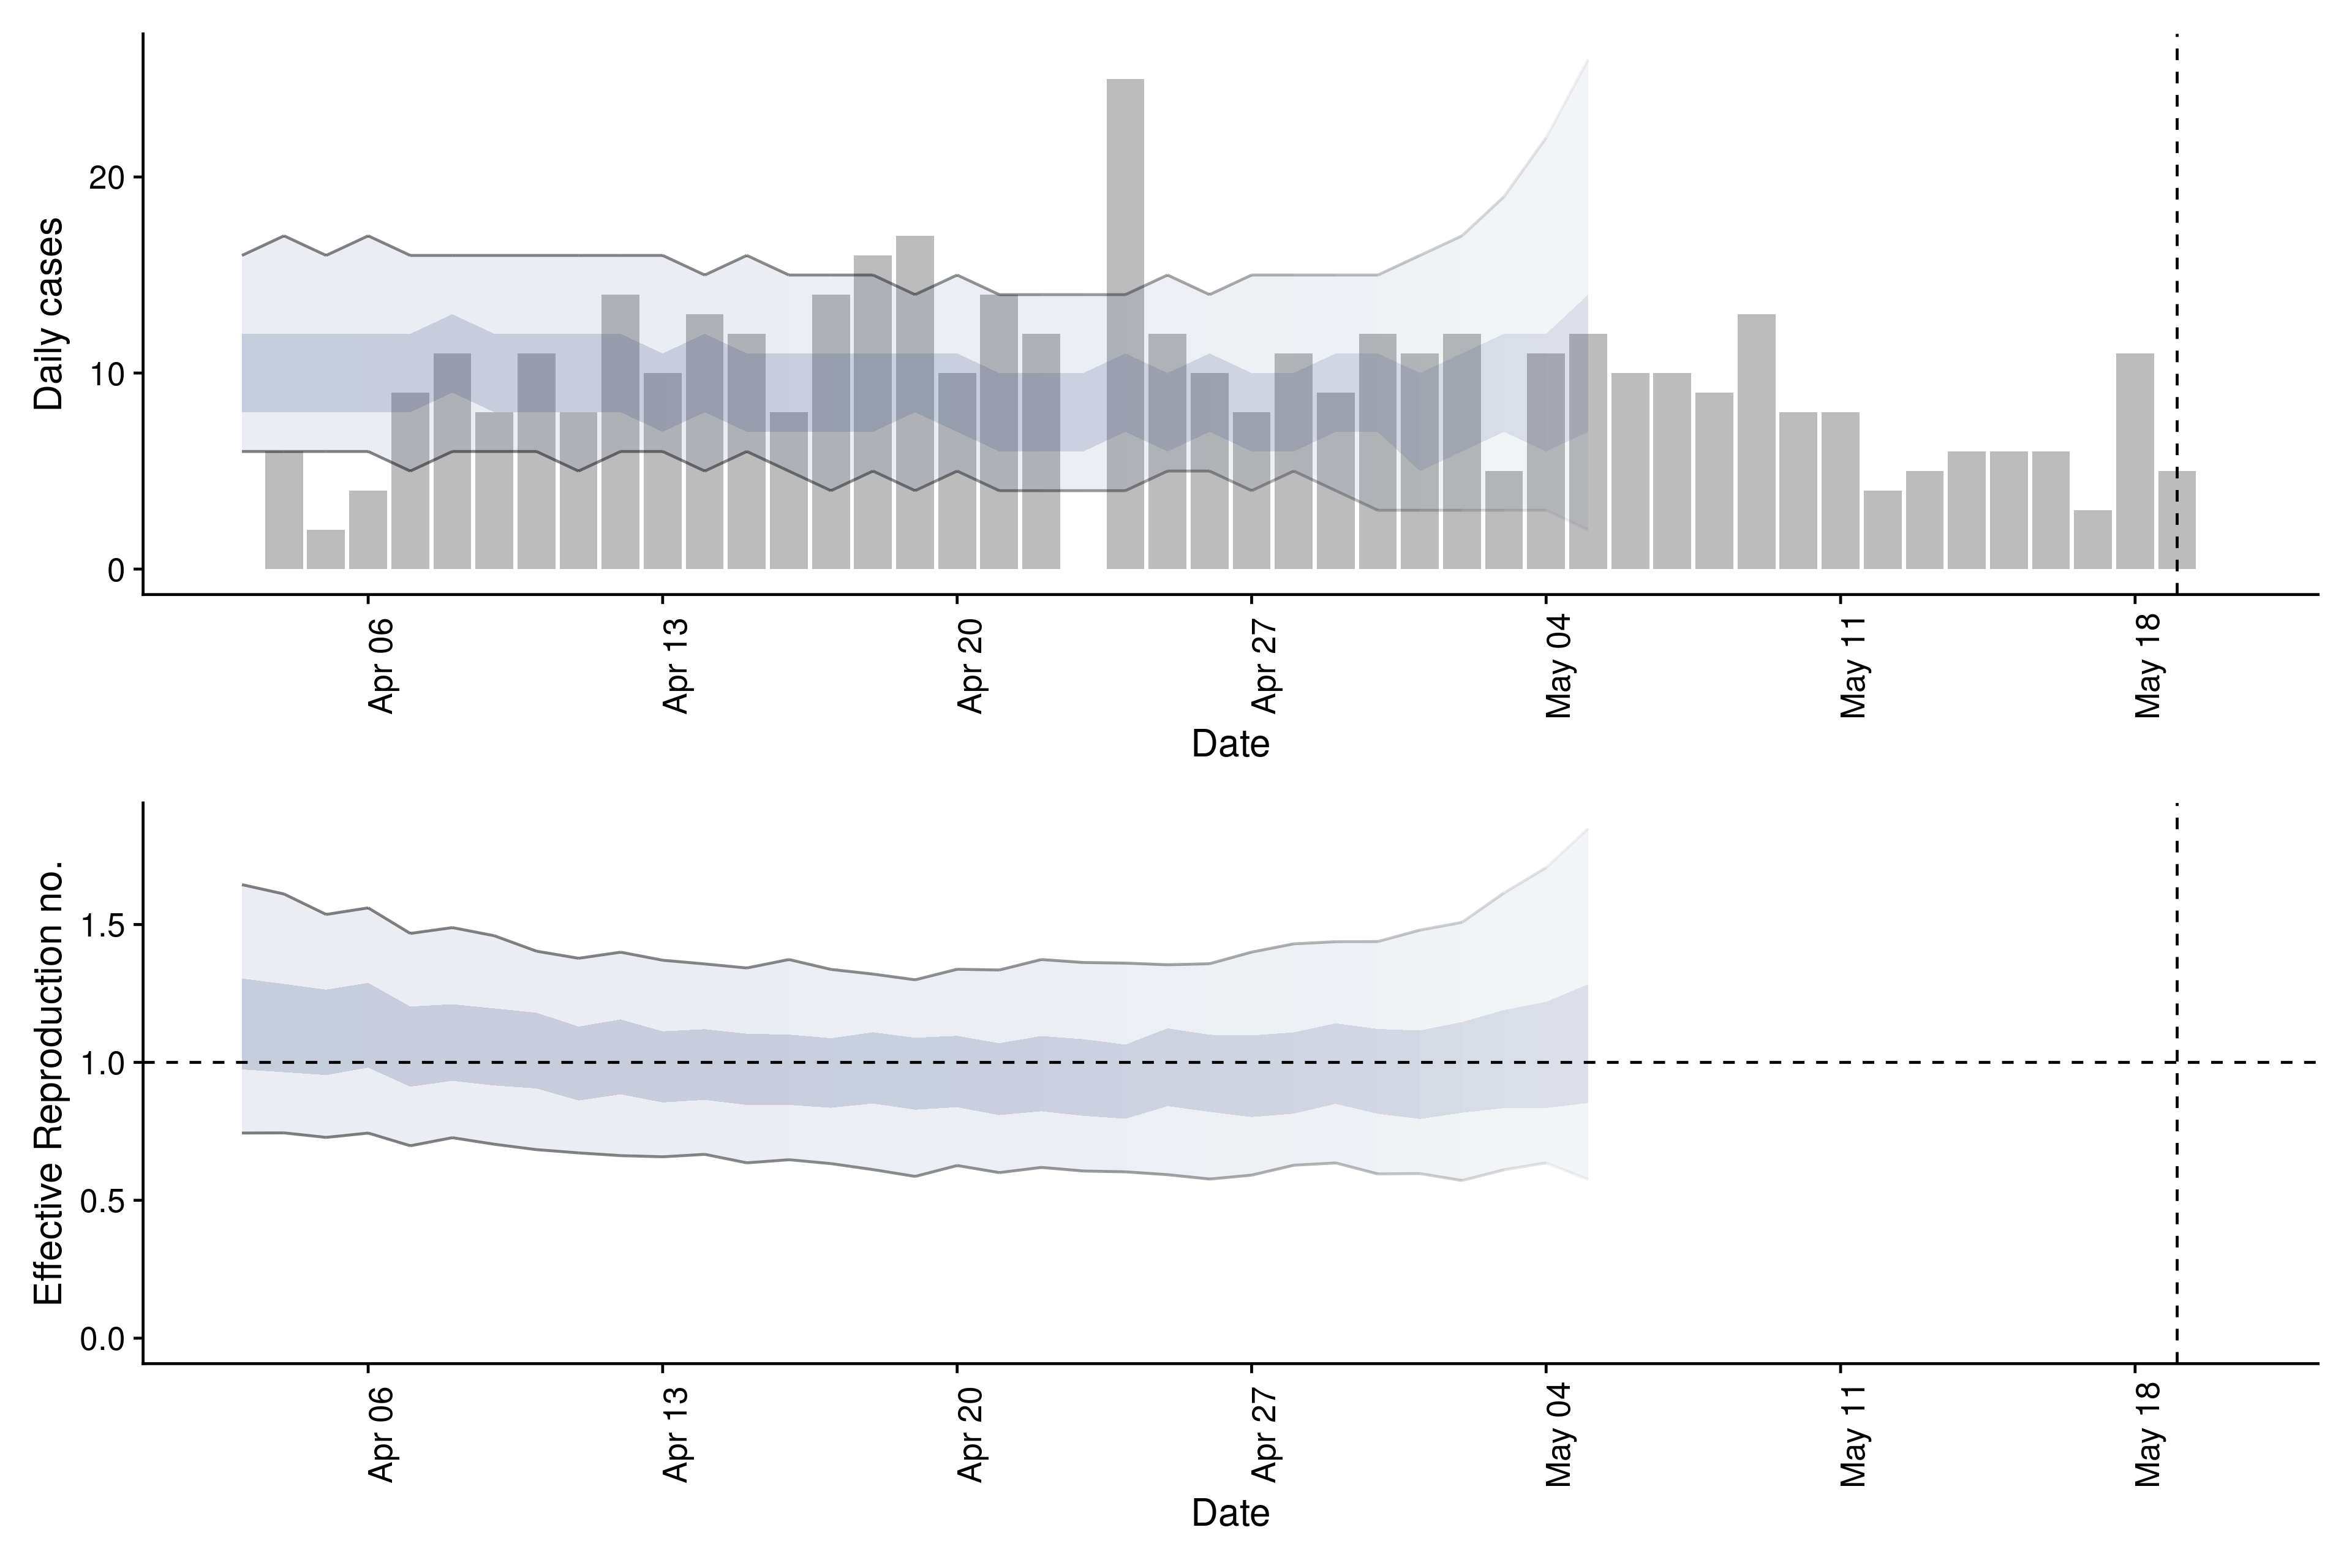 Daily cases
20
10
0
Apr 06
Apr 13
Apr 20
Apr 27
May 04
May 11
May 18
Date
Effective Reproduction no.
1.5
1.0
0.5
0.0
Apr 06
Apr 13
Apr 20
Apr 27
May 04
May 11
May 18
Date